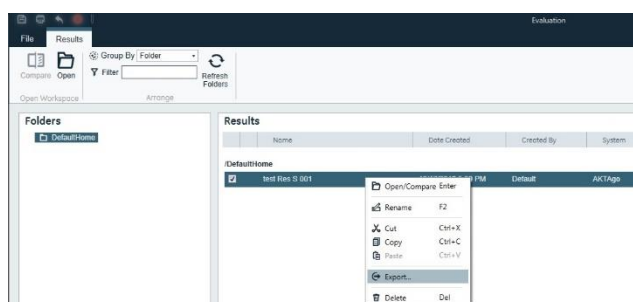 Evaluation
File Results
Compare Open
Group By Folder
Filter
Refresh Folders
Open Workspace Arrange
Folders
DefaultHome
Results
Name Date Created Created By System
/DefaultHome
test Res S 001 PM Default AKTAgo
Open/Compare Enter
Rename F2
Cut Ctrl+X
Copy Ctrl+C
Paste Ctrl+V
Export...
Delete Del